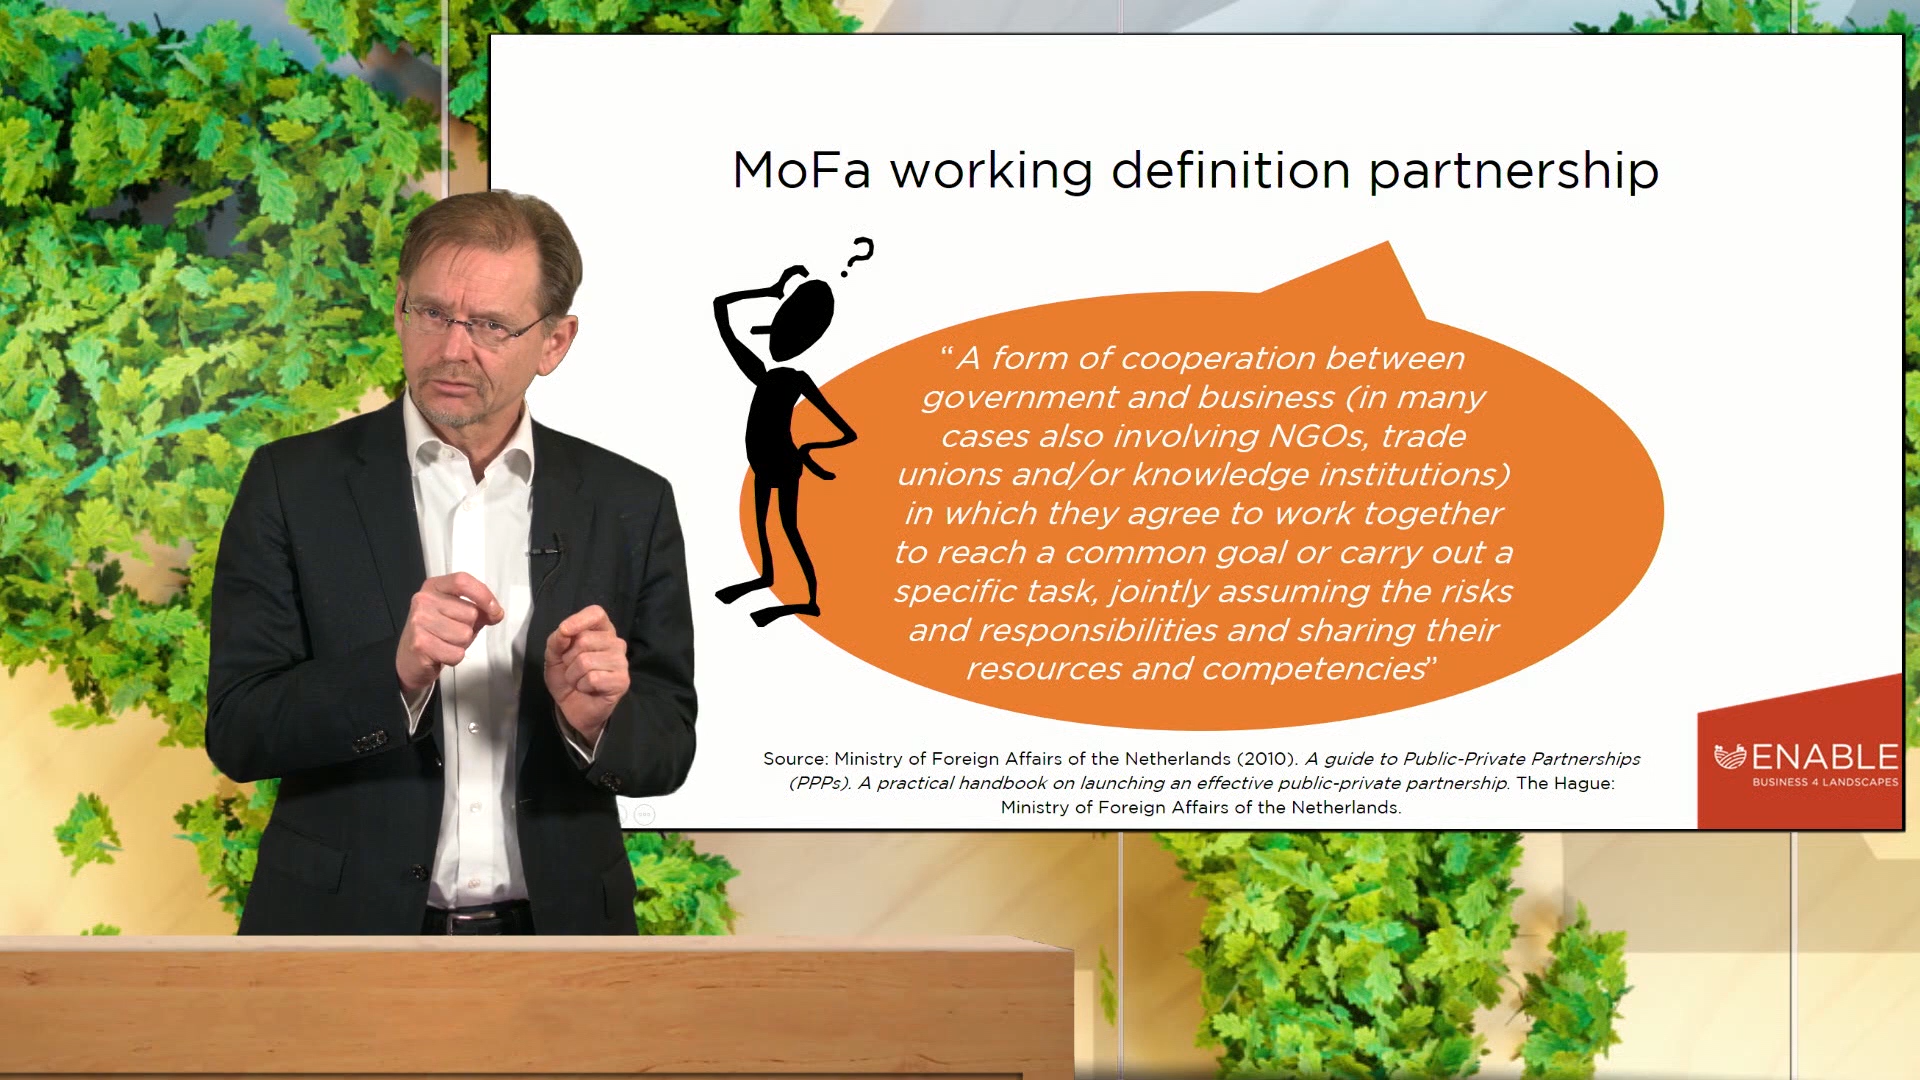 MoFa working definition partnership
?
“A form of cooperation between
government and business (in many
cases also involving NGOs, trade
unions and/or knowledge institutions)
in which they agree to work together
to reach a common goal or carry out a
specific task, jointly assuming the risks
and responsibilities and sharing their
resources and competencies”
Source: Ministry of Foreign Affairs of the Netherlands (2010). A guide to Public-Private Partnerships
(PPPs). A practical handbook on launching an effective public-private partnership. The Hague:
Ministry of Foreign Affairs of the Netherlands.
ENABLE
BUSINESS 4 LANDSCAPES